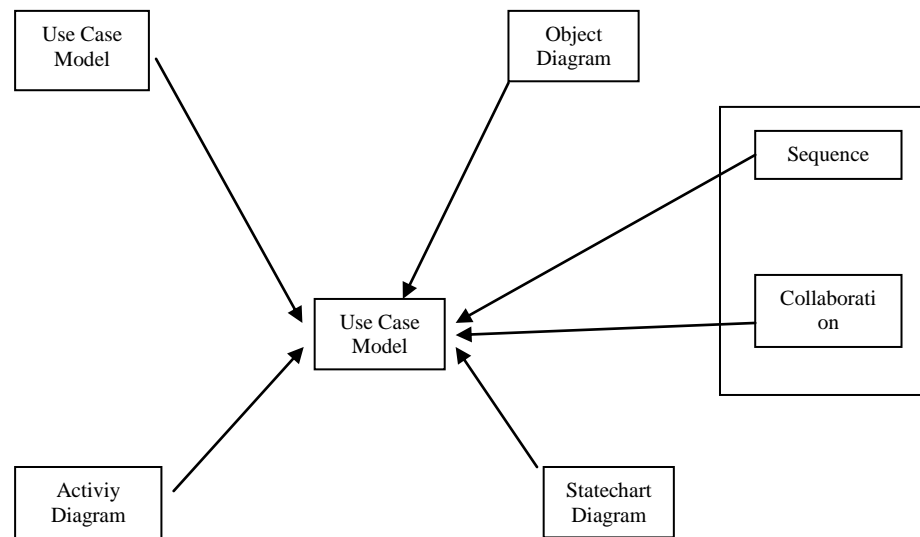 Use Case
Model
Object
Diagram
Sequence
Collaborati
on
Use Case
Model
Activiy
Diagram
Statechart
Diagram